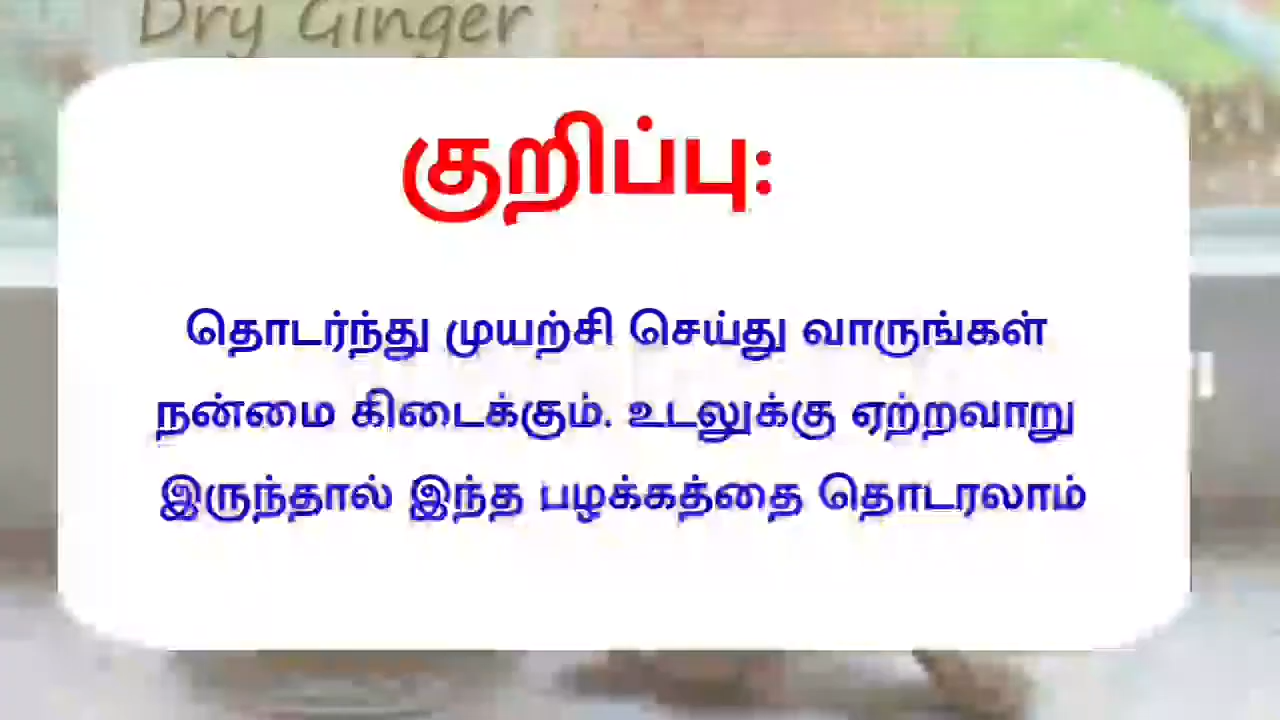 Dry Ginger
குறிப்பு:
தொடர்ந்து முயற்சி செய்து வாருங்கள்
நன்மை கிடைக்கும். உடலுக்கு ஏற்றவாறு
இருந்தால் இந்த பழக்கத்தை தொடரலாம்